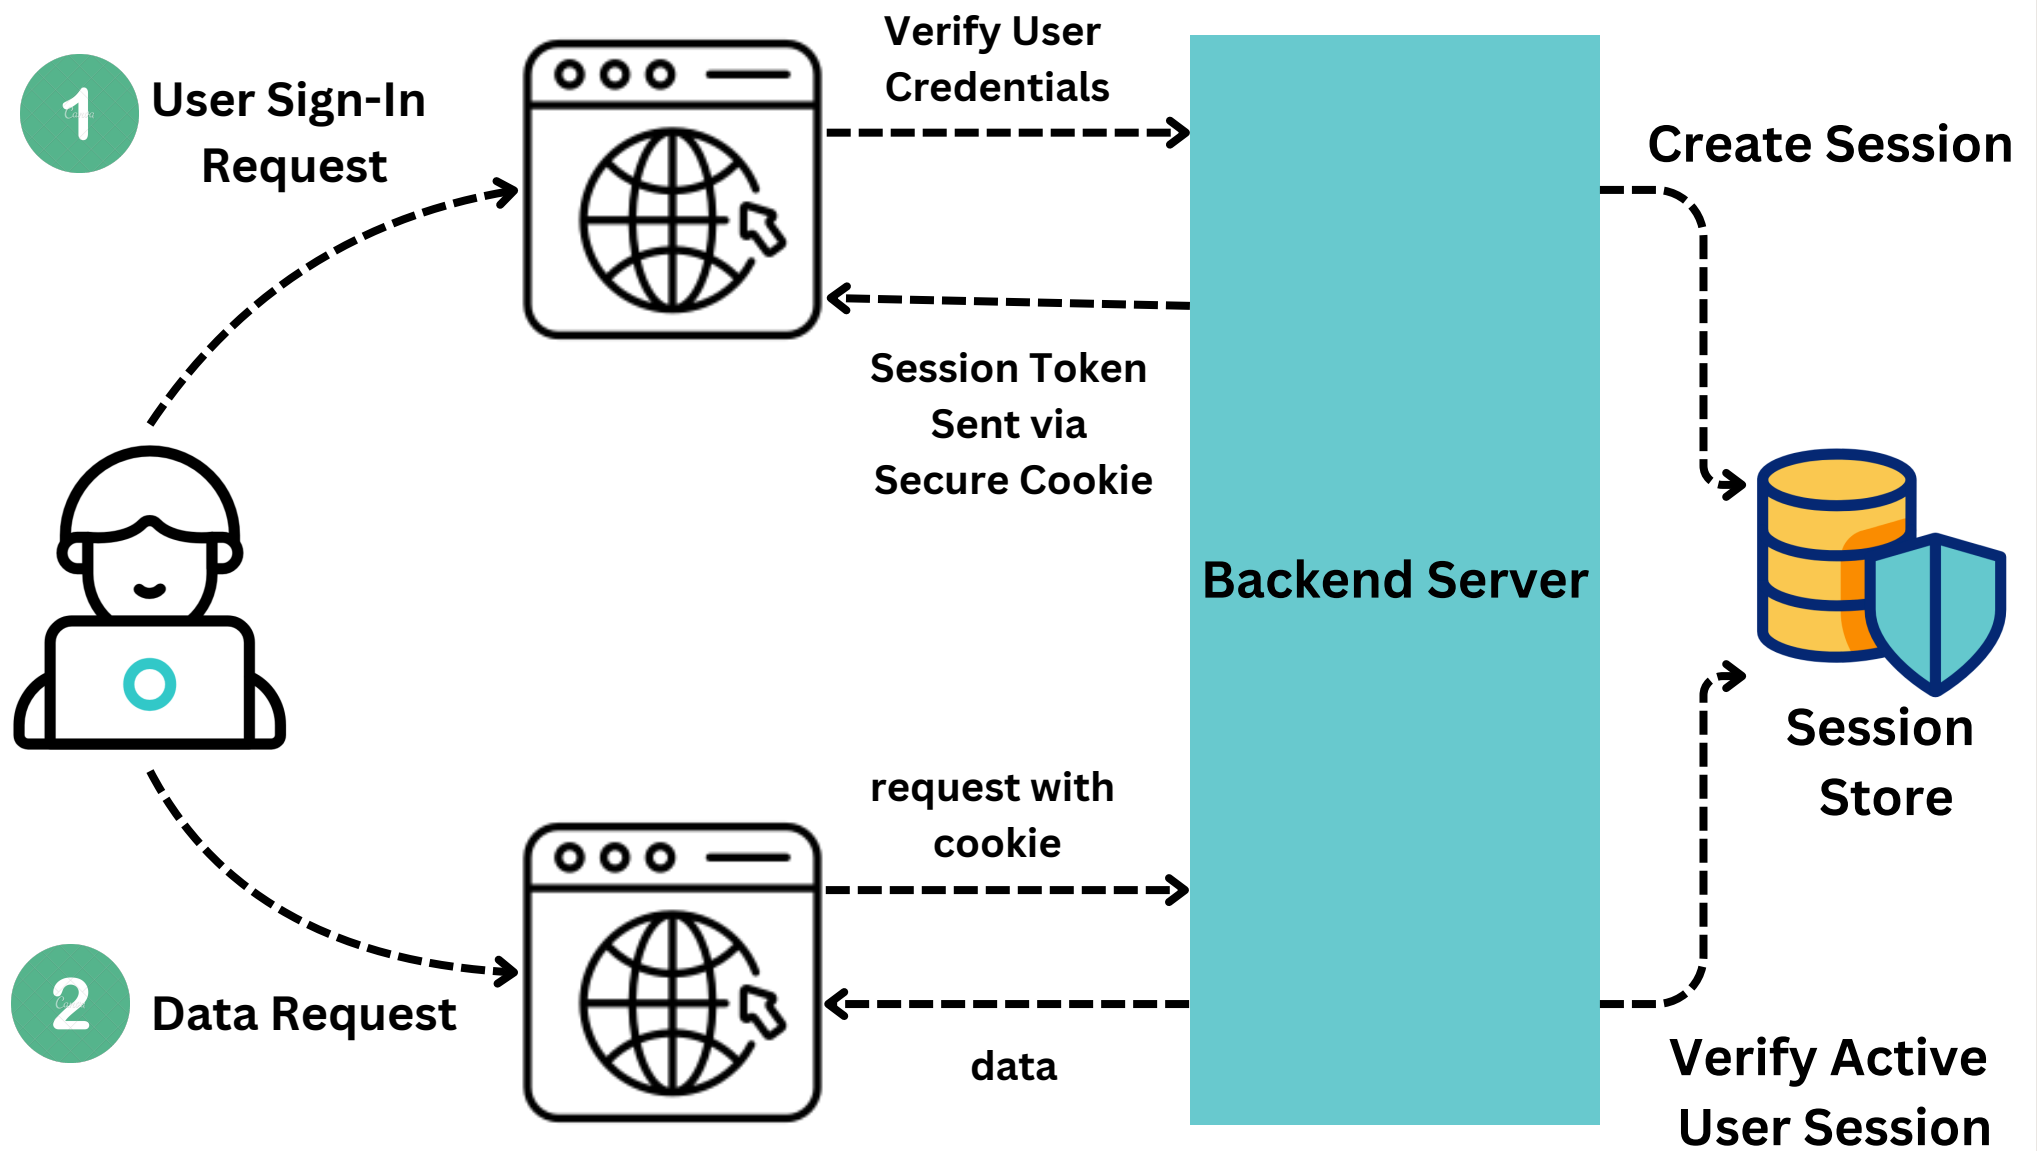 1
User Sign-In
Request
Verify User
Credentials
Create Session
Session Token
Sent via
Secure Cookie
Backend Server
Session
Store
request with
cookie
2
Data Request
data
Verify Active
User Session